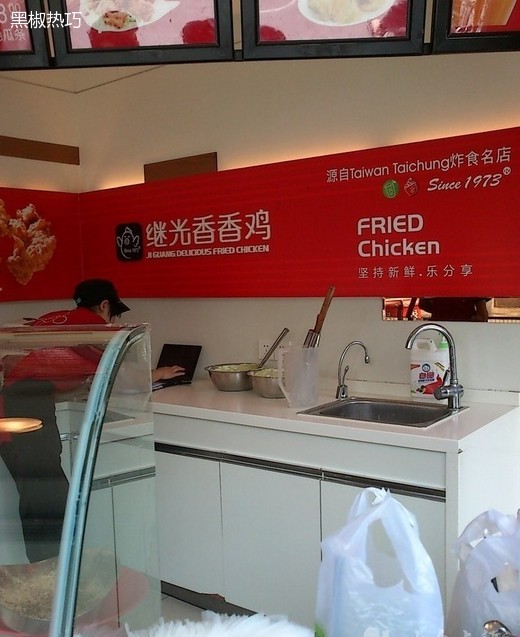 黑椒热巧
瓜条
源自Taiwan Taichung炸食名店
Since 1973®
继光香香鸡
JI GUANG DELICIOUS FRIED CHICKEN
FRIED
Chicken
坚持新鲜.乐分享